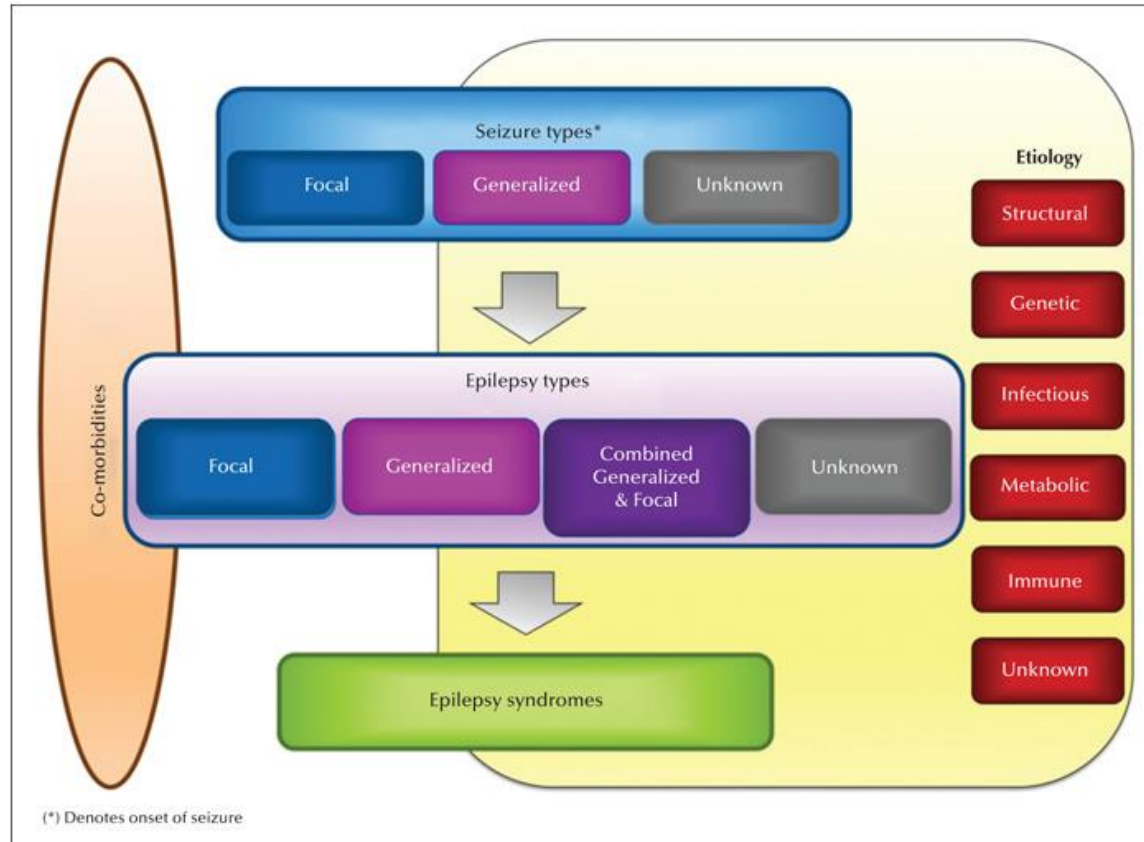 Seizure types*
Focal
Generalized
Unknown
Etiology
Structural
Genetic
Infectious
Metabolic
Immune
Unknown
Co-morbidities
Epilepsy types
Focal
Generalized
Combined
Generalized
& Focal
Unknown
Epilepsy syndromes
(*) Denotes onset of seizure